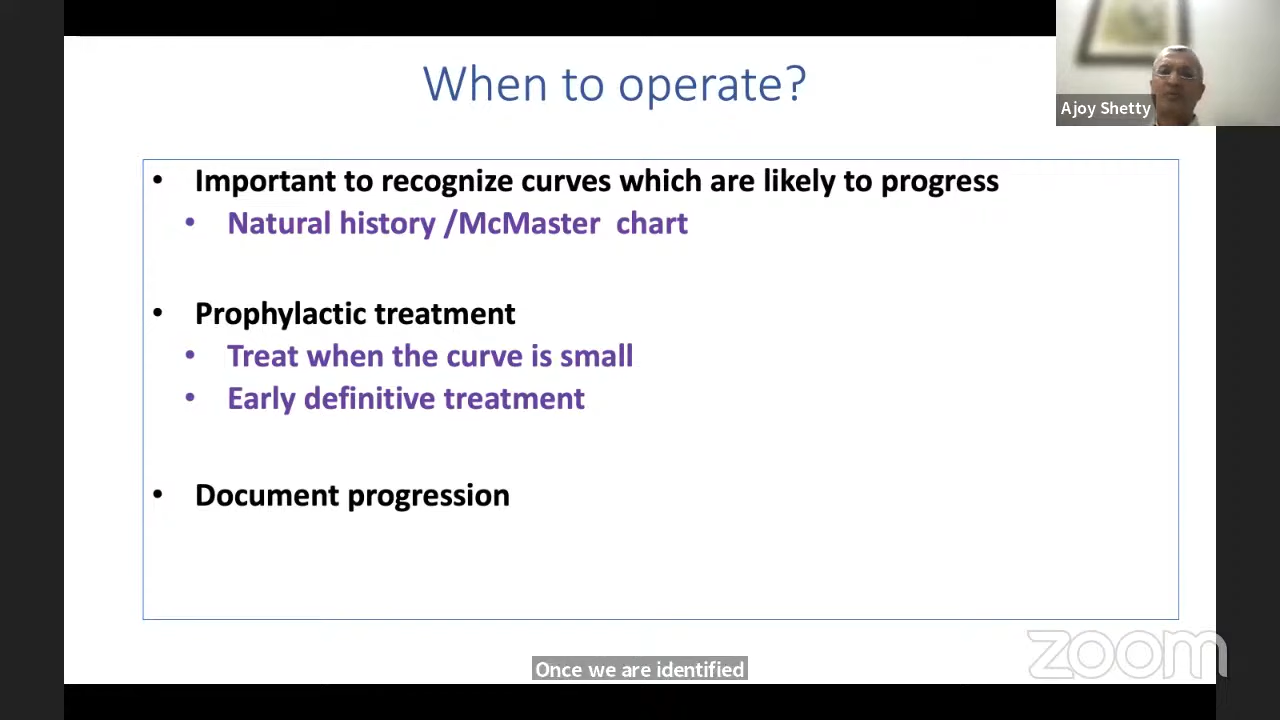 When to operate?
Ajoy Shetty
• Important to recognize curves which are likely to progress
• Natural history /McMaster chart
• Prophylactic treatment
• Treat when the curve is small
• Early definitive treatment
• Document progression
Once we are identified
zoom